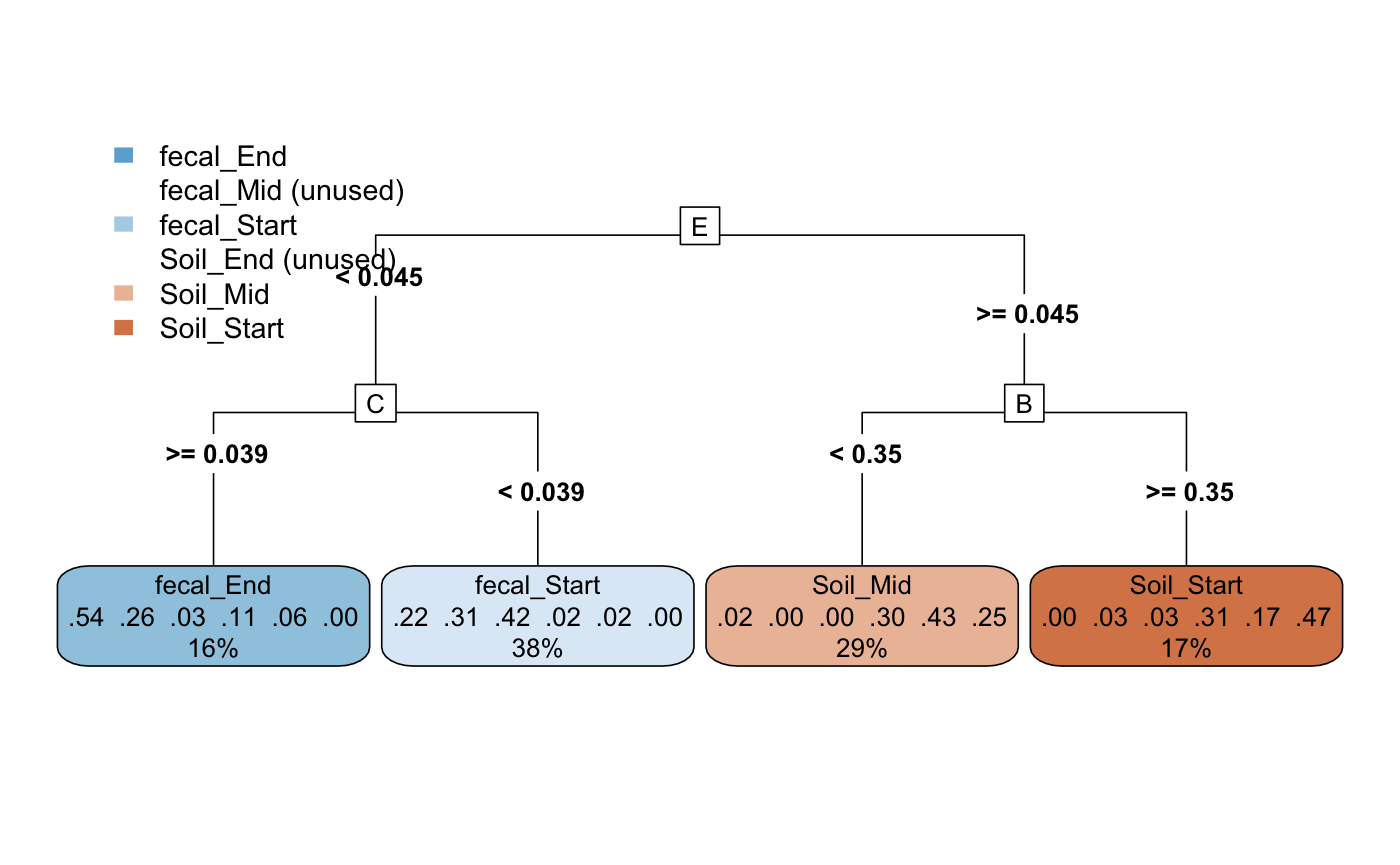 fecal_End
fecal_Mid (unused)
fecal_Start
Soil_End (unused)
Soil_Mid
Soil_Start
E
< 0.045
>= 0.045
C
B
>= 0.039
< 0.039
< 0.35
>= 0.35
fecal_End
.54 .26 .03 .11 .06 .00
16%
fecal_Start
.22 .31 .42 .02 .02 .00
38%
Soil_Mid
.02 .00 .00 .30 .43 .25
29%
Soil_Start
.00 .03 .03 .31 .17 .47
17%